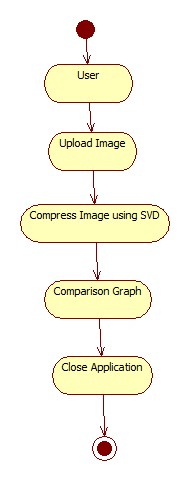 User
Upload Image
Compress Image using SVD
Comparison Graph
Close Application